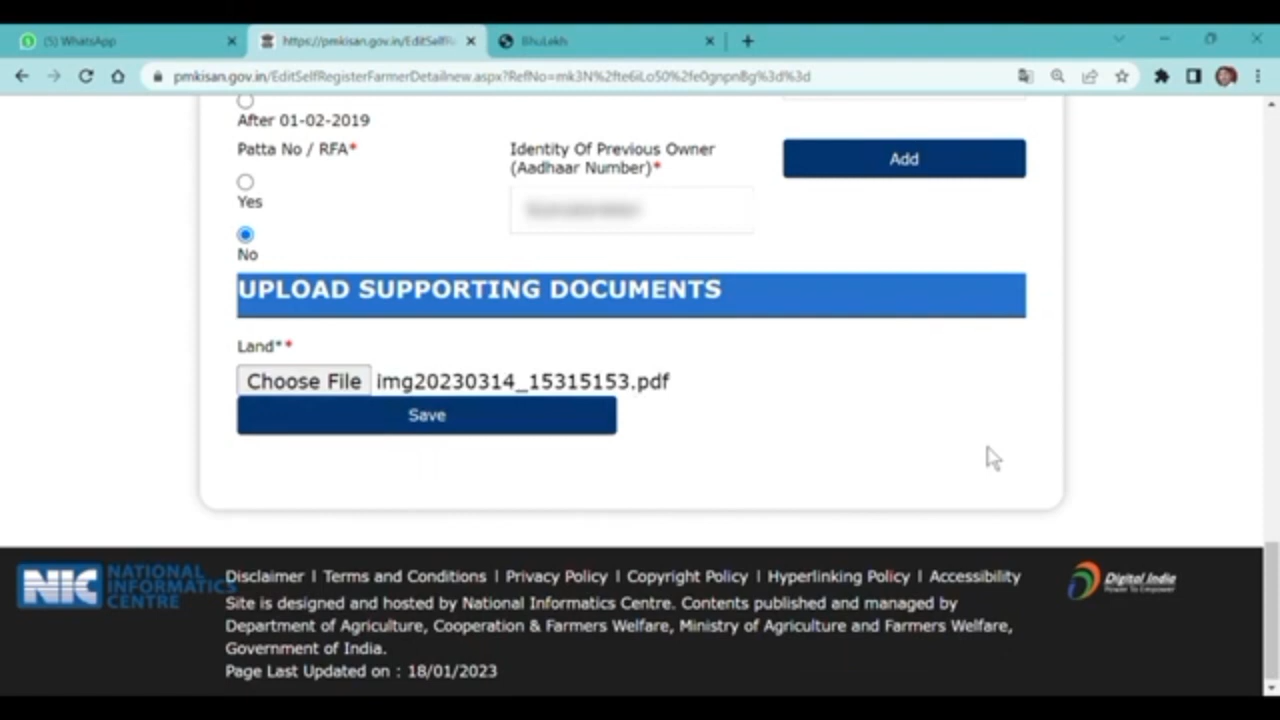 (5) WhatsApp
https://pmkisan.gov.in/EditSelfR
BhuLekh
pmkisan.gov.in/EditSelfRegisterFarmerDetailnew.aspx?RefNo=mk3N%2fte6iLo50%2fe0gnpnBg%3d%3d
After 01-02-2019
Patta No / RFA*
Identity Of Previous Owner
(Aadhaar Number)*
Add
Yes
No
UPLOAD SUPPORTING DOCUMENTS
Land**
Choose File img20230314_15315153.pdf
Save
NIC NATIONAL
INFORMATICS
CENTRE
Disclaimer | Terms and Conditions | Privacy Policy | Copyright Policy | Hyperlinking Policy | Accessibility
Site is designed and hosted by National Informatics Centre. Contents published and managed by
Department of Agriculture, Cooperation & Farmers Welfare, Ministry of Agriculture and Farmers Welfare,
Government of India.
Page Last Updated on : 18/01/2023
Digital India
Power To Empower